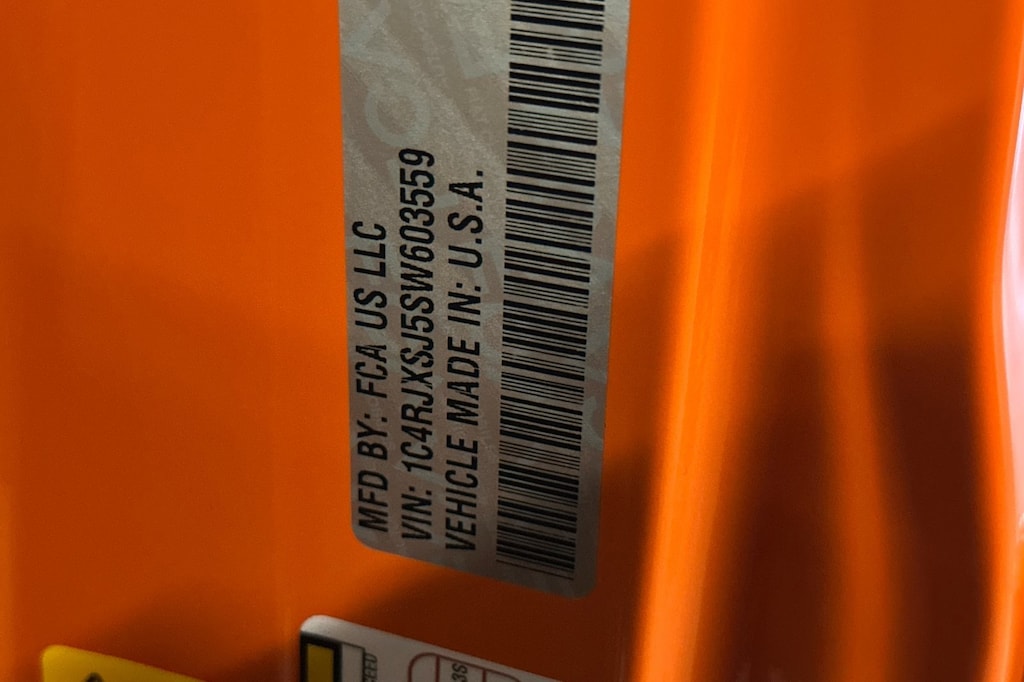 MFD BY: FCA US LLC
VIN: 1C4RJXSJ5SW603559
VEHICLE MADE IN: U.S.A.